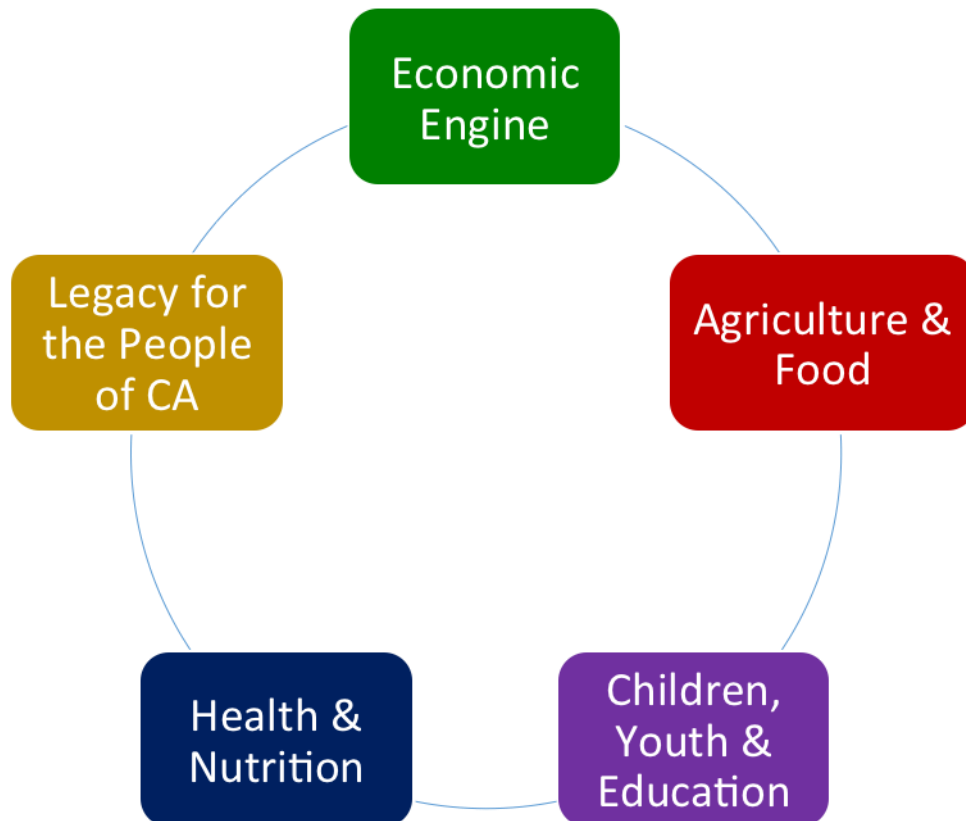 Economic
Engine
Agriculture &
Food
Children,
Youth &
Education
Health &
Nutrition
Legacy for
the People
of CA